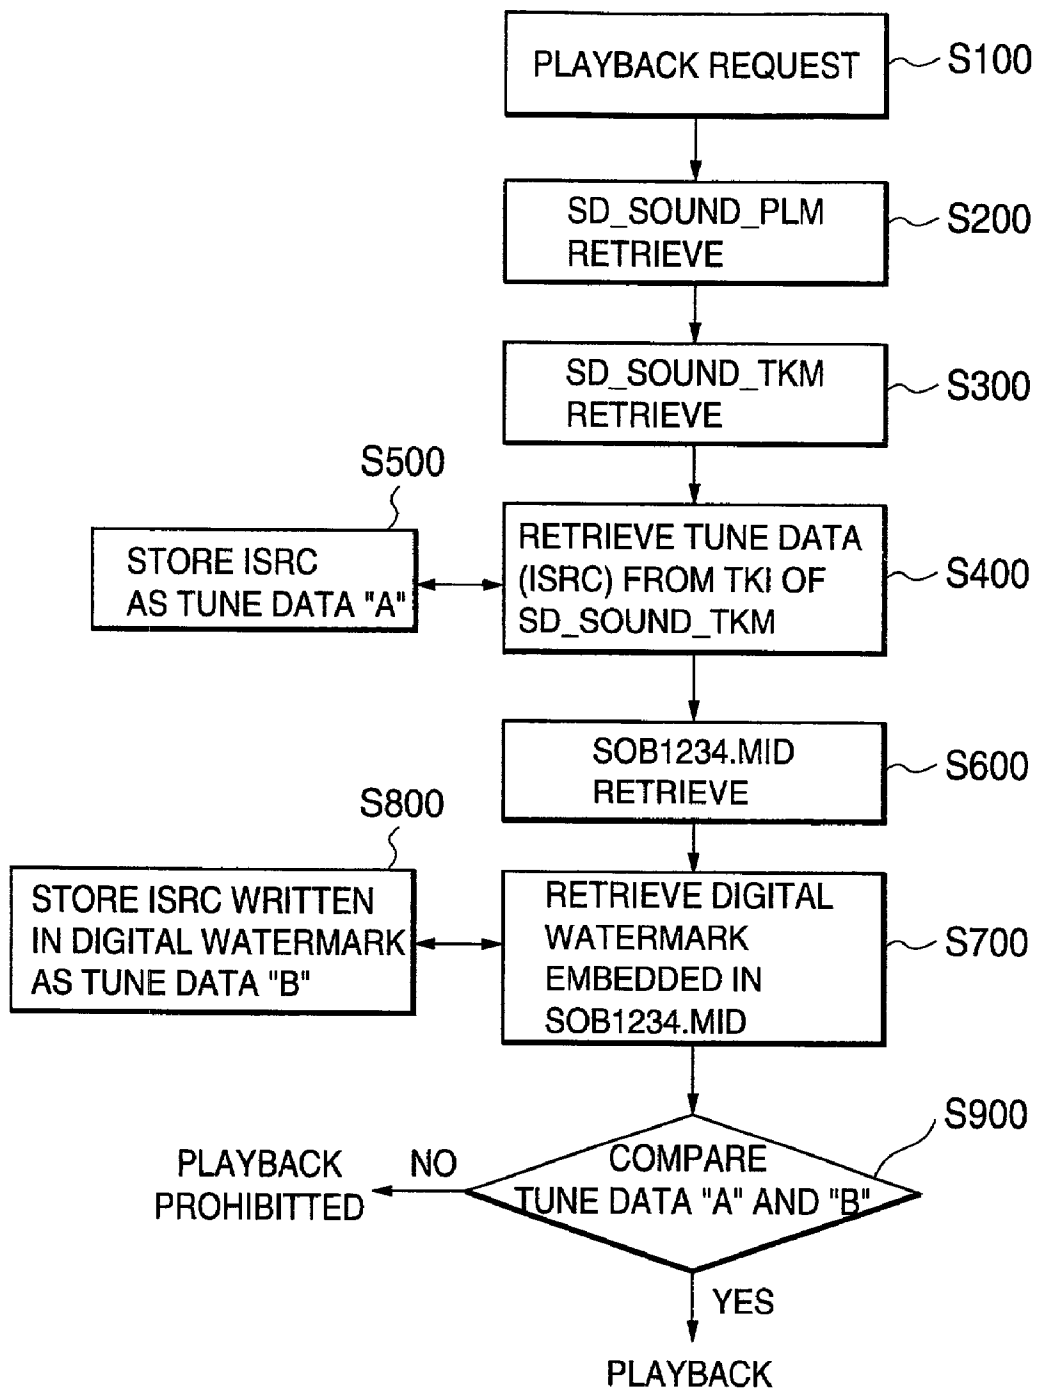 PLAYBACK REQUEST
S100
SD_SOUND_PLM
RETRIEVE
S200
SD_SOUND_TKM
RETRIEVE
S300
S500
STORE ISRC
AS TUNE DATA "A"
RETRIEVE TUNE DATA
(ISRC) FROM TKI OF
SD_SOUND_TKM
S400
SOB1234.MID
RETRIEVE
S600
S800
STORE ISRC WRITTEN
IN DIGITAL WATERMARK
AS TUNE DATA "B"
RETRIEVE DIGITAL
WATERMARK
EMBEDDED IN
SOB1234.MID
S700
S900
COMPARE
TUNE DATA "A" AND "B"
NO
PLAYBACK
PROHIBITTED
YES
PLAYBACK